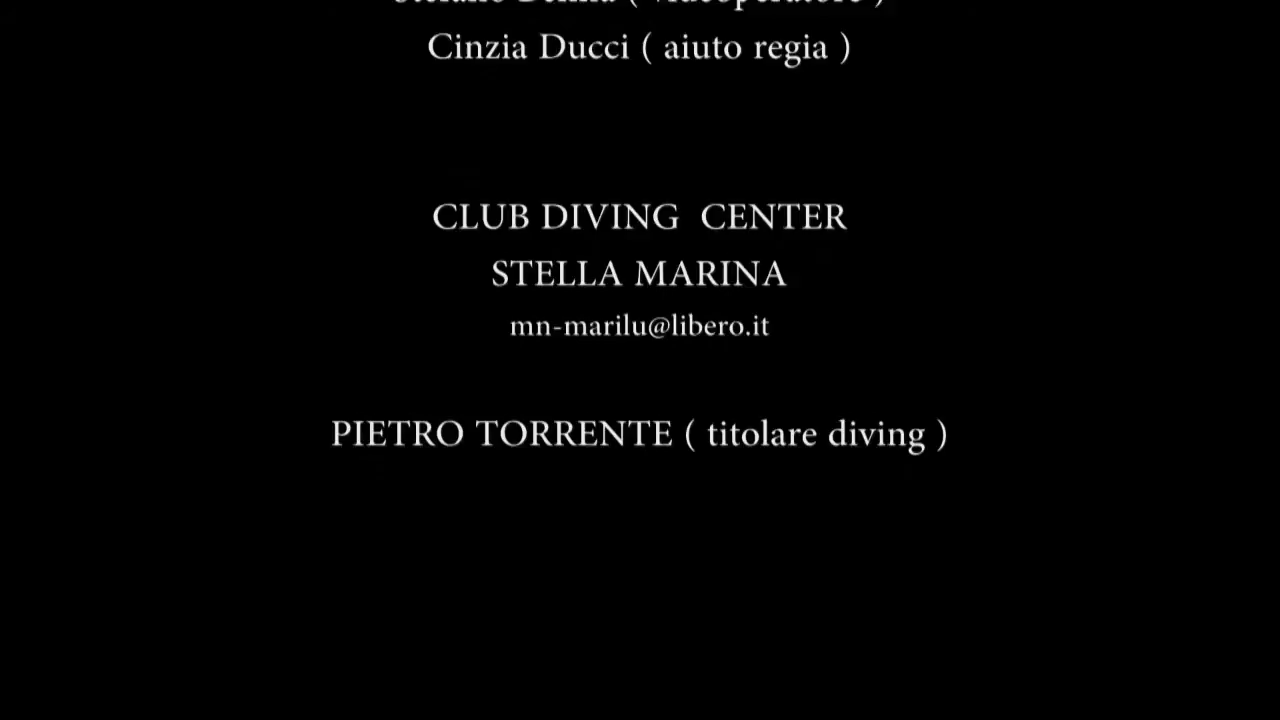 Cinzia Ducci ( aiuto regia )
CLUB DIVING  CENTER
STELLA MARINA
mn-marilu@libero.it
PIETRO TORRENTE ( titolare diving )